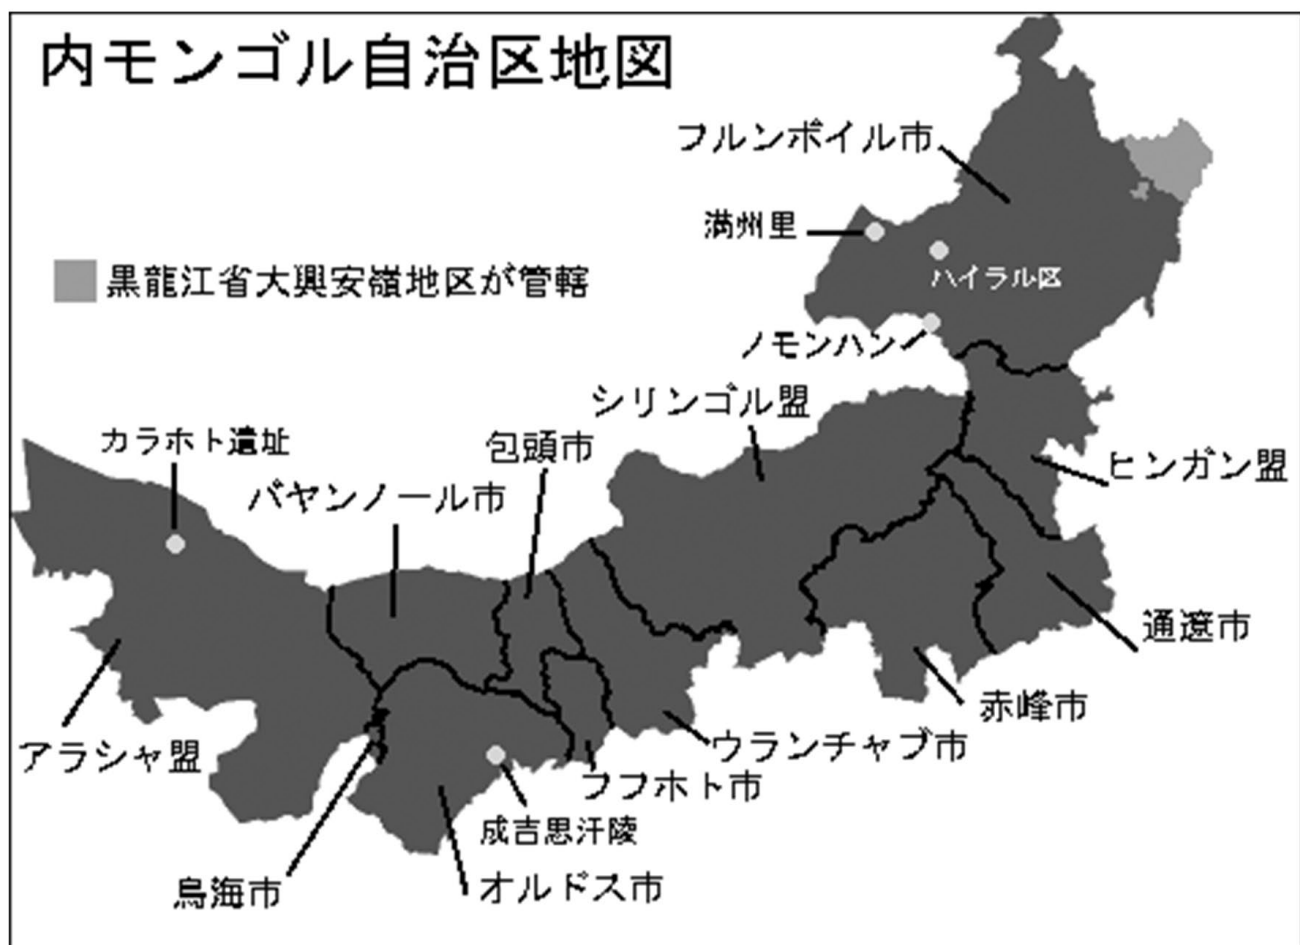 内モンゴル自治区地図
フルンボイル市
満州里
ハイラル区
黒龍江省大興安嶺地区が管轄
ノモンハン
シリンゴル盟
カラホト遺址
包頭市
ヒンガン盟
バヤンノール市
通遼市
赤峰市
アラシャ盟
ウランチャブ市
フフホト市
成吉思汗陵
烏海市
オルドス市